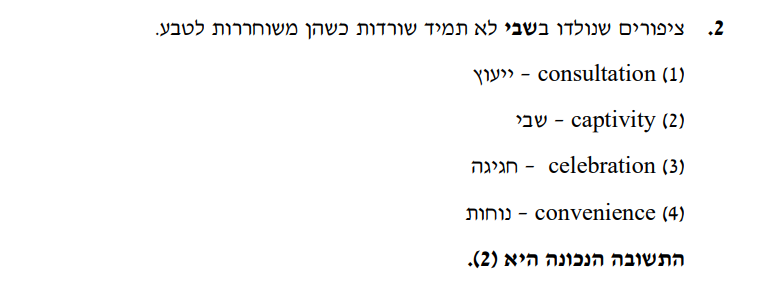 2. ציפורים שנולדו בשבי לא תמיד שורדות כשהן משוחררות לטבע.
(1) consultation – ייעוץ
(2) captivity – שבי
(3) celebration – חגיגה
(4) convenience – נוחות
התשובה הנכונה היא (2).